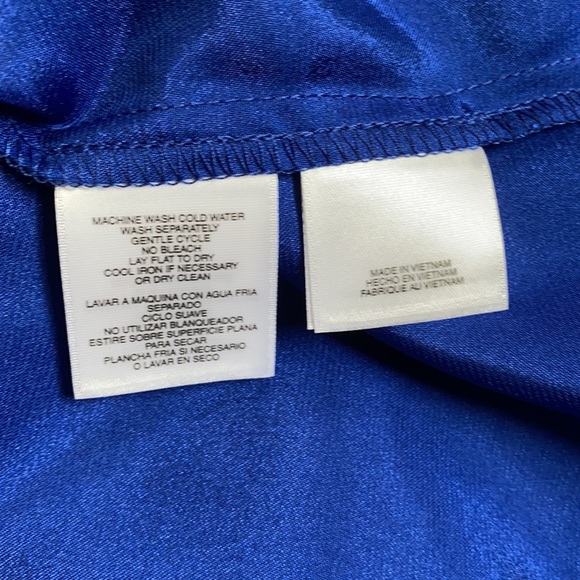 MACHINE WASH COLD WATER
WASH SEPARATELY
GENTLE CYCLE
NO BLEACH
LAY FLAT TO DRY
COOL IRON IF NECESSARY
OR DRY CLEAN
LAVAR A MAQUINA CON AGUA FRIA
SEPARADO
CICLO SUAVE
NO UTILIZAR BLANQUEADOR
ESTIRE SOBRE SUPERFICIE PLANA
PARA SECAR
PLANCHA FRIA SI NECESARIO
O LAVAR EN SECO
MADE IN VIETNAM
HECHO EN VIETNAM
FABRIQUE AU VIETNAM